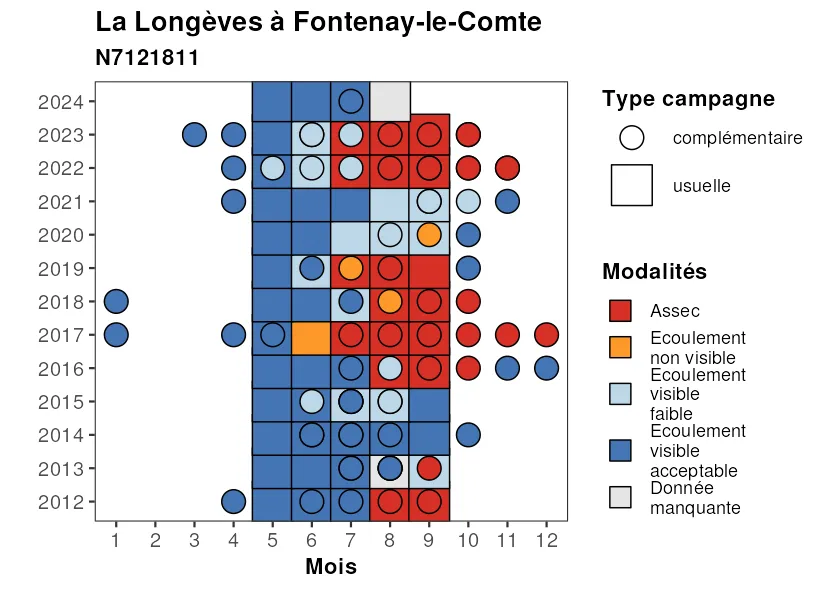 La Longèves à Fontenay-le-Comte
N7121811
2024
2023
2022
2021
2020
2019
2018
2017
2016
2015
2014
2013
2012
1 2 3 4 5 6 7 8 9 10 11 12
Mois
Type campagne
complémentaire
usuelle
Modalités
Assec
Ecoulement
non visible
Ecoulement
visible
faible
Ecoulement
visible
acceptable
Donnée
manquante